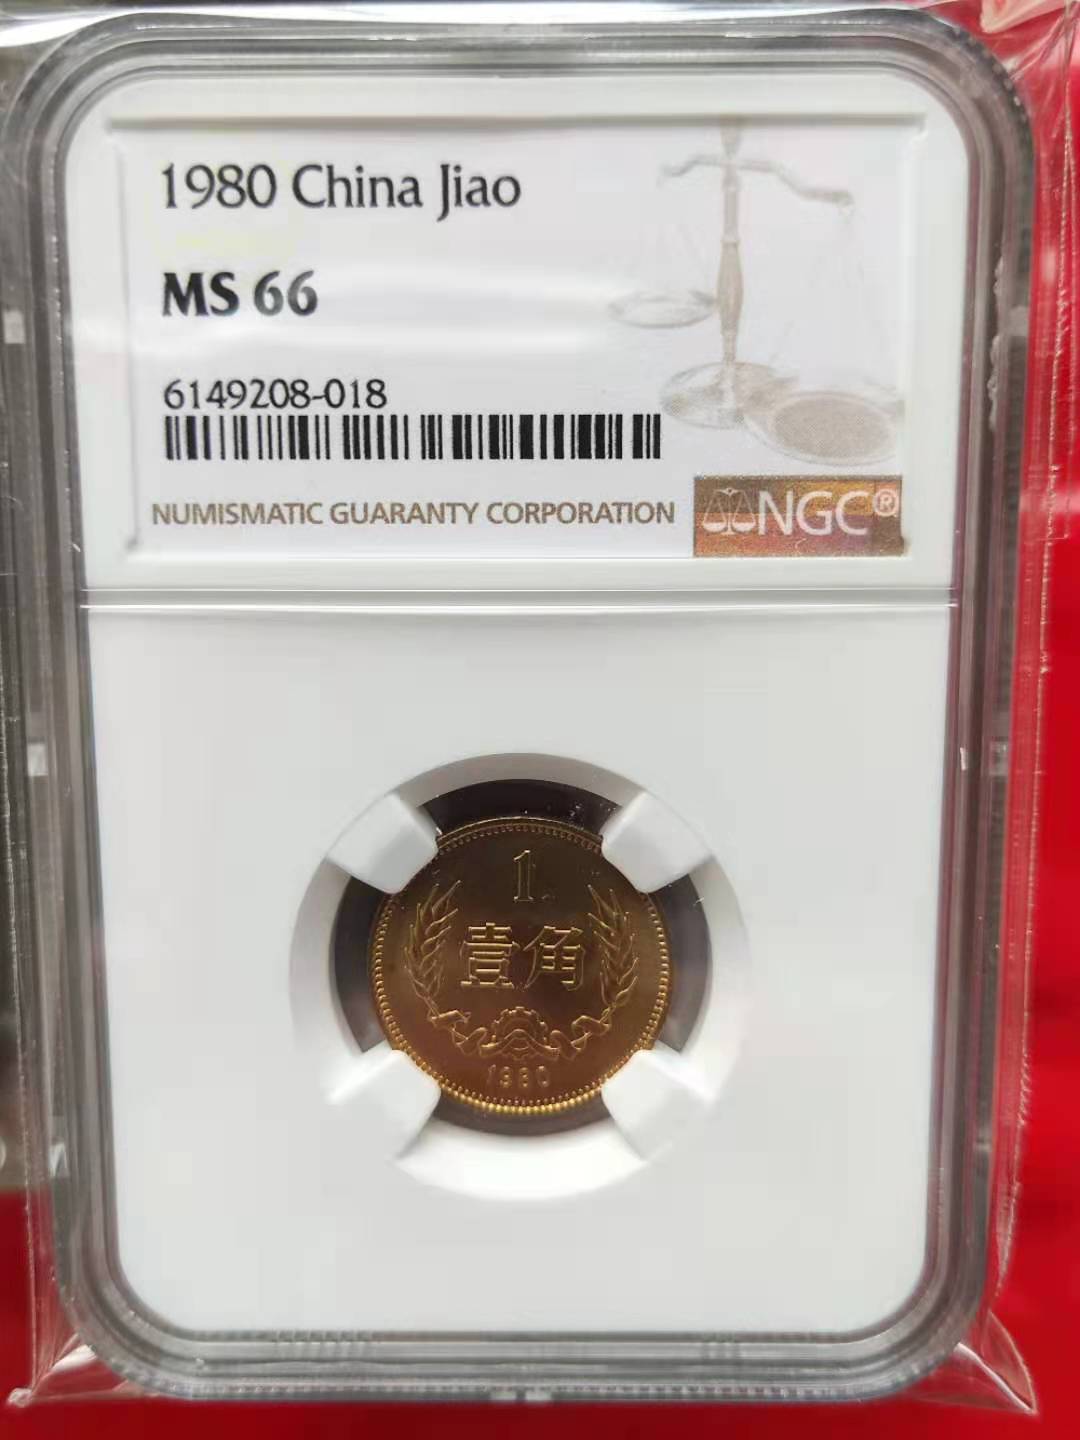 1980 China Jiao
MS 66
6149208-018
NUMISMATIC GUARANTY CORPORATION
NGC®
1
壹角
1980